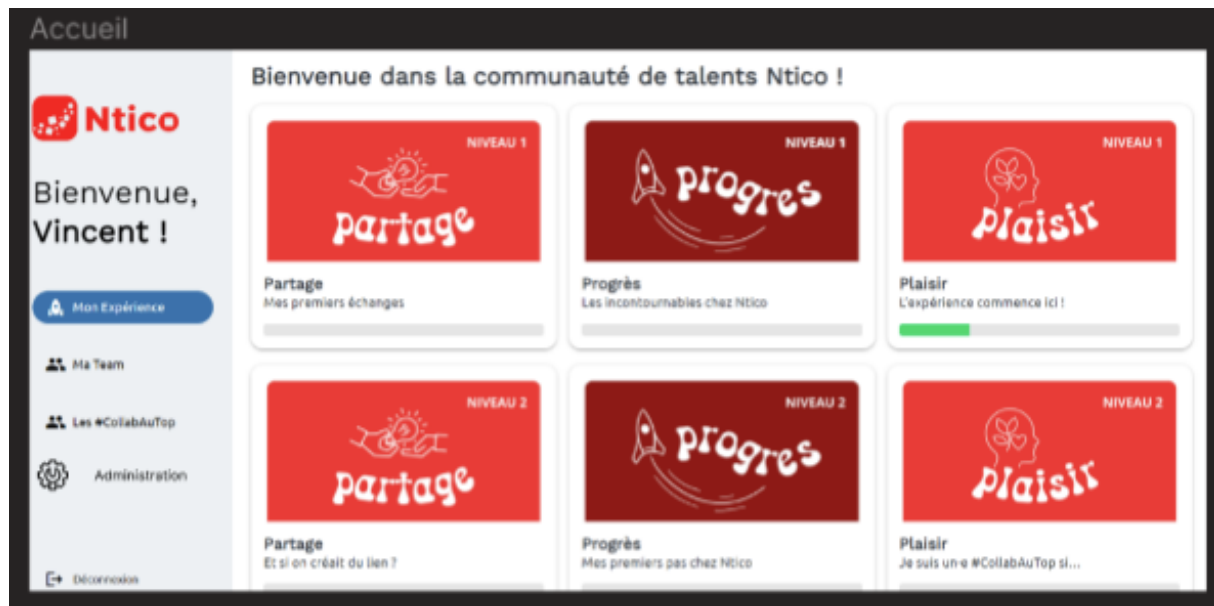 Accueil
Ntico
Bienvenue,
Vincent !
Mon Expérience
Ma Team
Les #CollabAuTop
Administration
Déconnexion
Bienvenue dans la communauté de talents Ntico !
NIVEAU 1
partage
Partage
Mes premiers échanges
NIVEAU 1
progres
Progrès
Les incontournables chez Ntico
NIVEAU 1
plaisir
Plaisir
L'expérience commence ici !
NIVEAU 2
partage
Partage
Et si on créait du lien ?
NIVEAU 2
progres
Progrès
Mes premiers pas chez Ntico
NIVEAU 2
plaisir
Plaisir
Je suis un·e #CollabAuTop si...